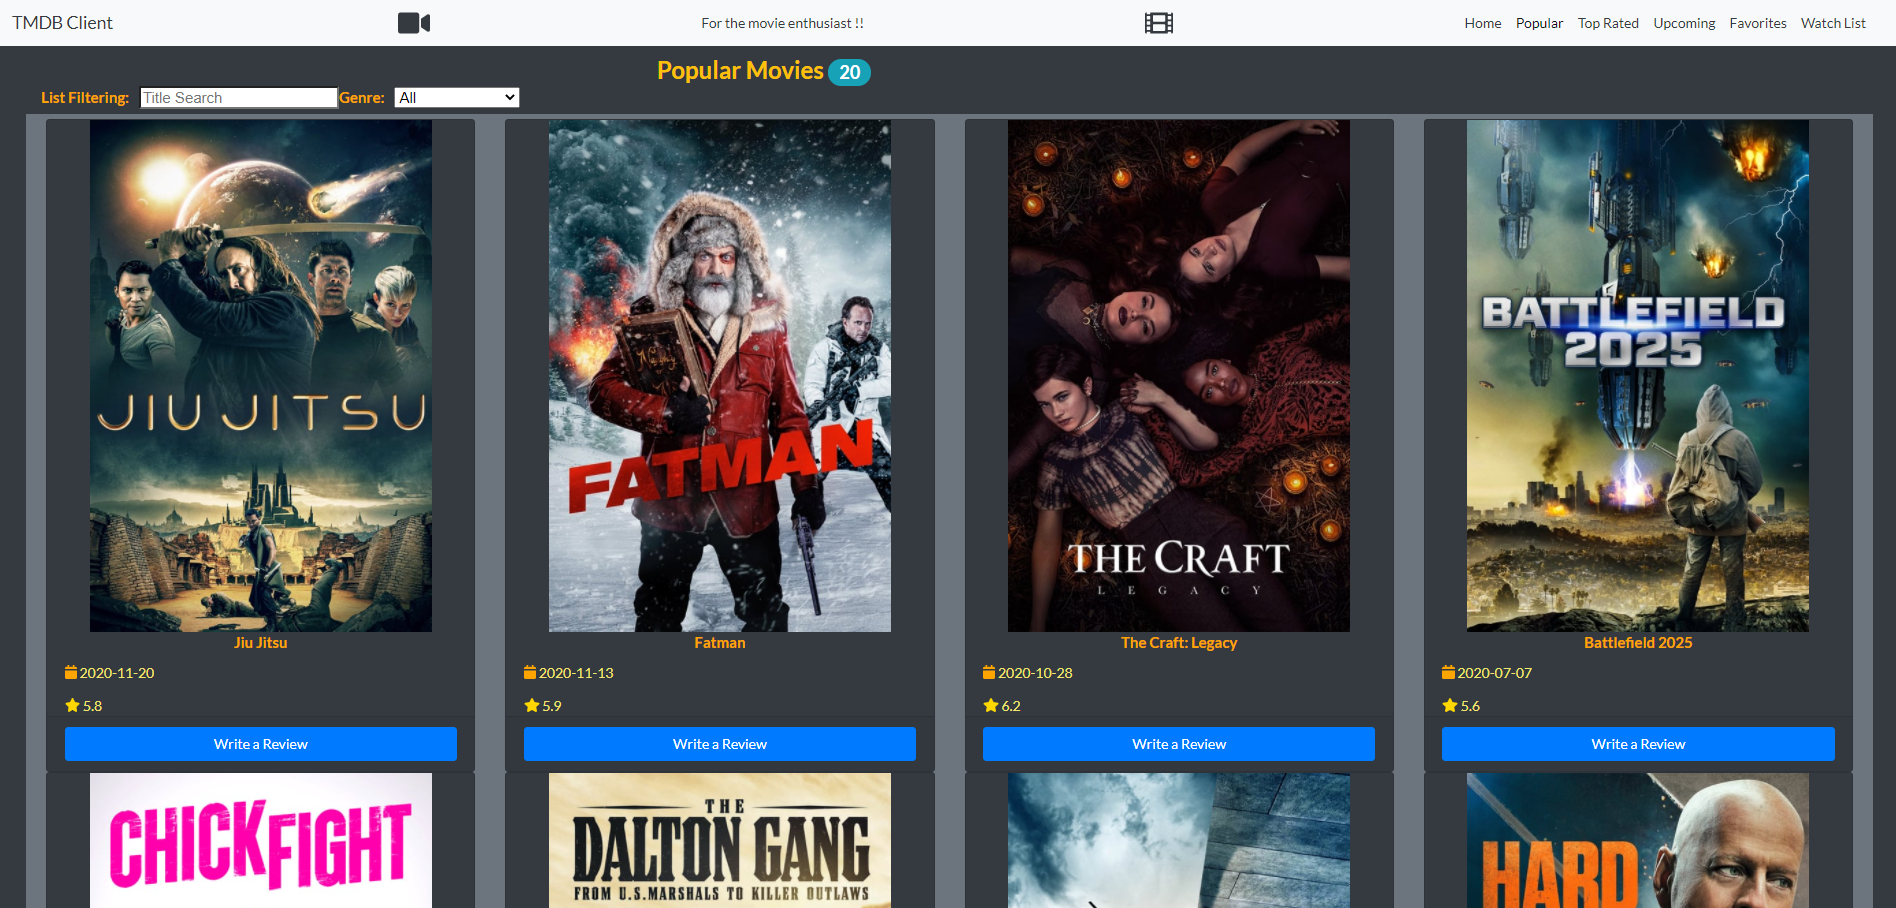 TMDB Client
For the movie enthusiast !!
Home Popular Top Rated Upcoming Favorites Watch List
Popular Movies 20
List Filtering: Title Search Genre: All
JIU JITSU
Naughty
FATMAN
THE CRAFT
LEGACY
BATTLEFIELD
2025
Jiu Jitsu
2020-11-20
5.8
Write a Review
Fatman
2020-11-13
5.9
Write a Review
The Craft: Legacy
2020-10-28
6.2
Write a Review
Battlefield 2025
2020-07-07
5.6
Write a Review
CHICK FIGHT
THE
DALTON GANG
FROM U.S. MARSHALS TO KILLER OUTLAWS
HARD